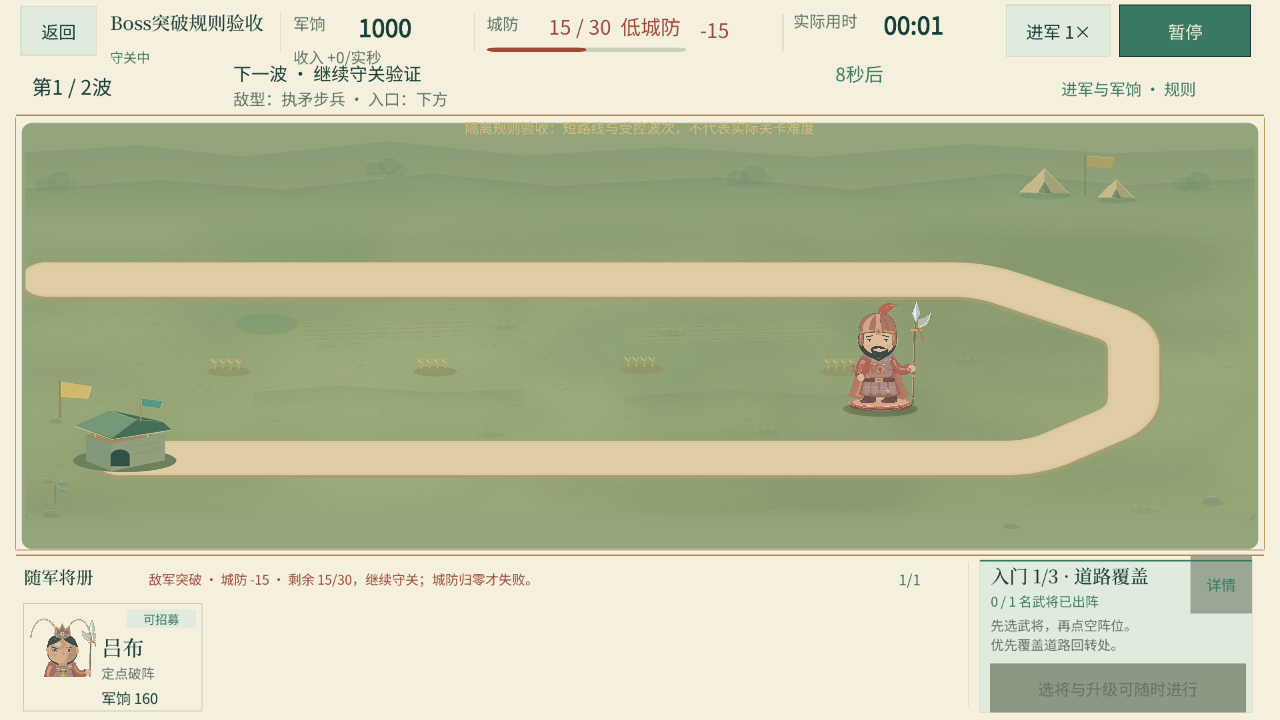 返回
Boss突破规则验收
守关中
军饷 1000
收入 +0/实秒
城防 15 / 30 低城防 -15
实际用时 00:01
进军 1×
暂停
第1 / 2波
下一波 · 继续守关验证
敌型：执矛步兵 · 入口：下方
8秒后
进军与军饷 · 规则
隔离规则验收：短路线与受控波次，不代表实际关卡难度
随军将册
敌军突破 · 城防 -15 · 剩余 15/30，继续守关；城防归零才失败。
1/1
可招募
吕布
定点破阵
军饷 160
入门 1/3 · 道路覆盖
详情
0 / 1 名武将已出阵
先选武将，再点空阵位。
优先覆盖道路回转处。
选将与升级可随时进行